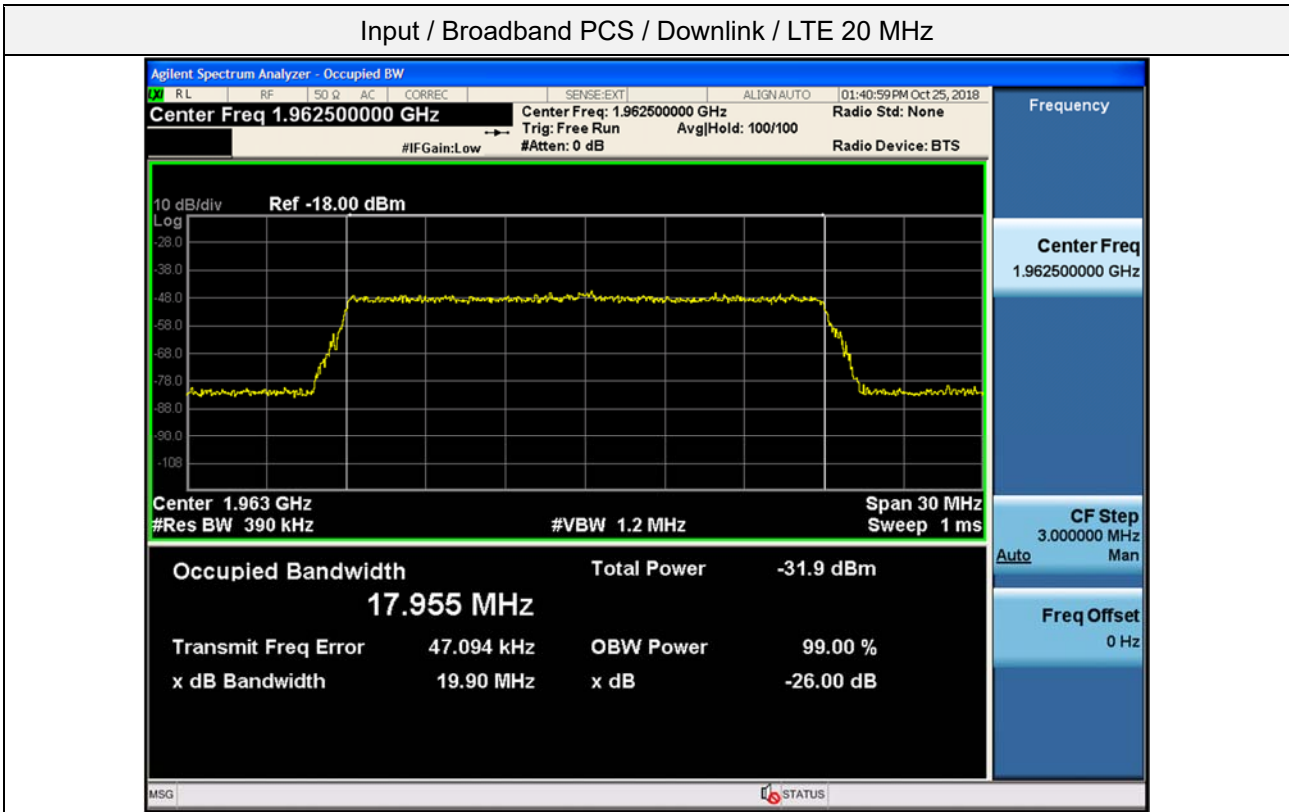 Input / Broadband PCS / Downlink / LTE 20 MHz
Agilent Spectrum Analyzer - Occupied BW
LXI RL RF 50 Ω AC CORREC SENSE:EXT ALIGN AUTO 01:40:59 PM Oct 25, 2018
Center Freq 1.962500000 GHz
Center Freq: 1.962500000 GHz Radio Std: None
Trig: Free Run Avg|Hold: 100/100
#IFGain:Low #Atten: 0 dB Radio Device: BTS
Frequency
10 dB/div Ref -18.00 dBm
Log
-28.0
-38.0
-48.0
-58.0
-68.0
-78.0
-88.0
-98.0
-108
Center 1.963 GHz Span 30 MHz
#Res BW 390 kHz #VBW 1.2 MHz Sweep 1 ms
Occupied Bandwidth Total Power -31.9 dBm
17.955 MHz
Transmit Freq Error 47.094 kHz OBW Power 99.00 %
x dB Bandwidth 19.90 MHz x dB -26.00 dB
Center Freq
1.962500000 GHz
CF Step
3.000000 MHz
Auto Man
Freq Offset
0 Hz
MSG STATUS